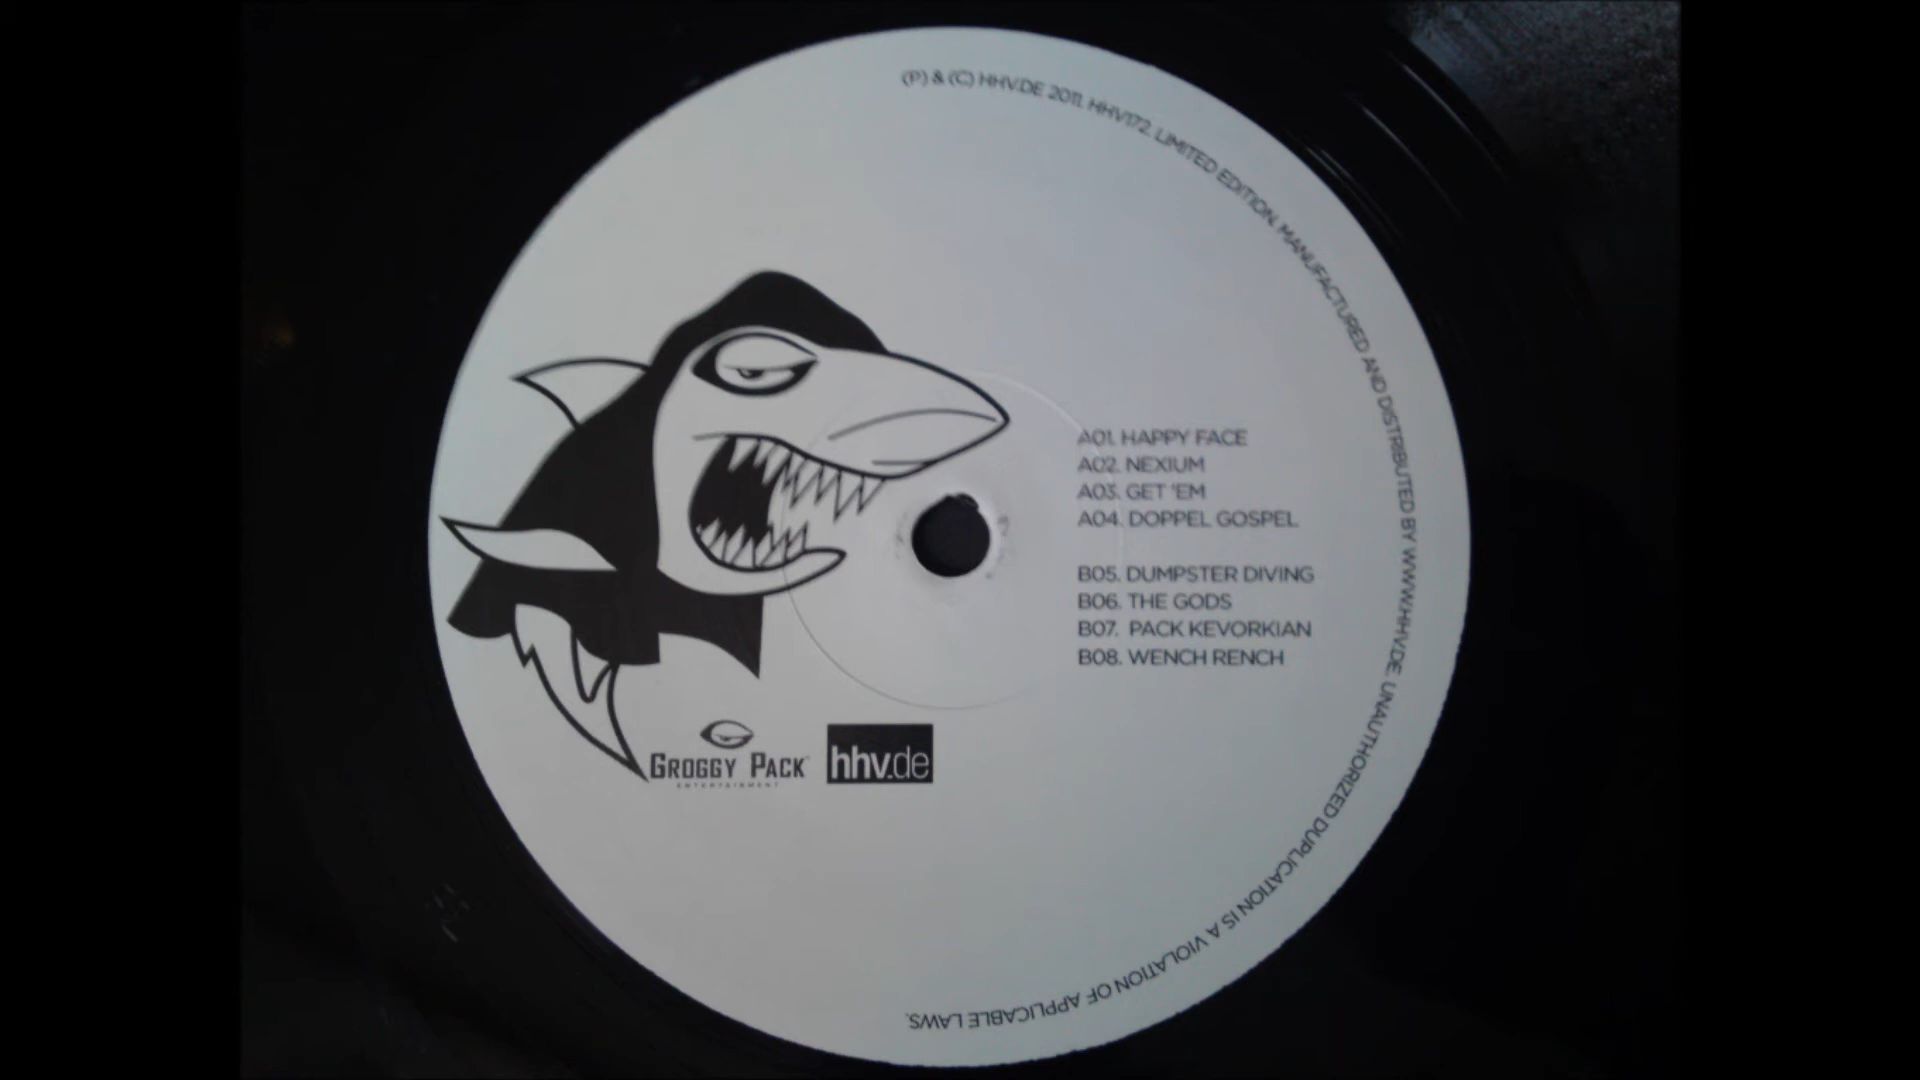 (P) & (C) HHV.DE 2011. HHV172. LIMITED EDITION. MANUFACTURED AND DISTRIBUTED BY WWW.HHV.DE. UNAUTHORIZED DUPLICATION IS A VIOLATION OF APPLICABLE LAWS.
A01. HAPPY FACE
A02. NEXIUM
A03. GET 'EM
A04. DOPPEL GOSPEL
B05. DUMPSTER DIVING
B06. THE GODS
B07. PACK KEVORKIAN
B08. WENCH RENCH
GROGGY PACK
ENTERTAINMENT
hhv.de